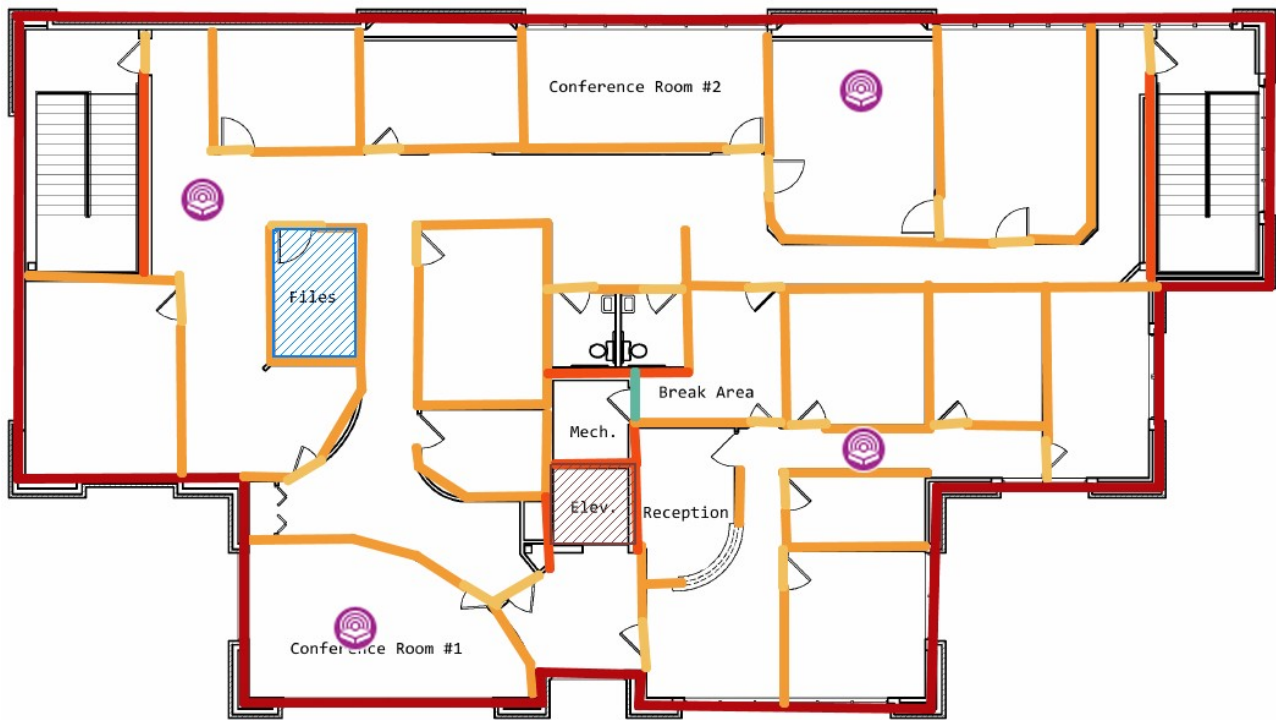 Conference Room #2
Files
Break Area
Mech.
Elev.
Reception
Conference Room #1